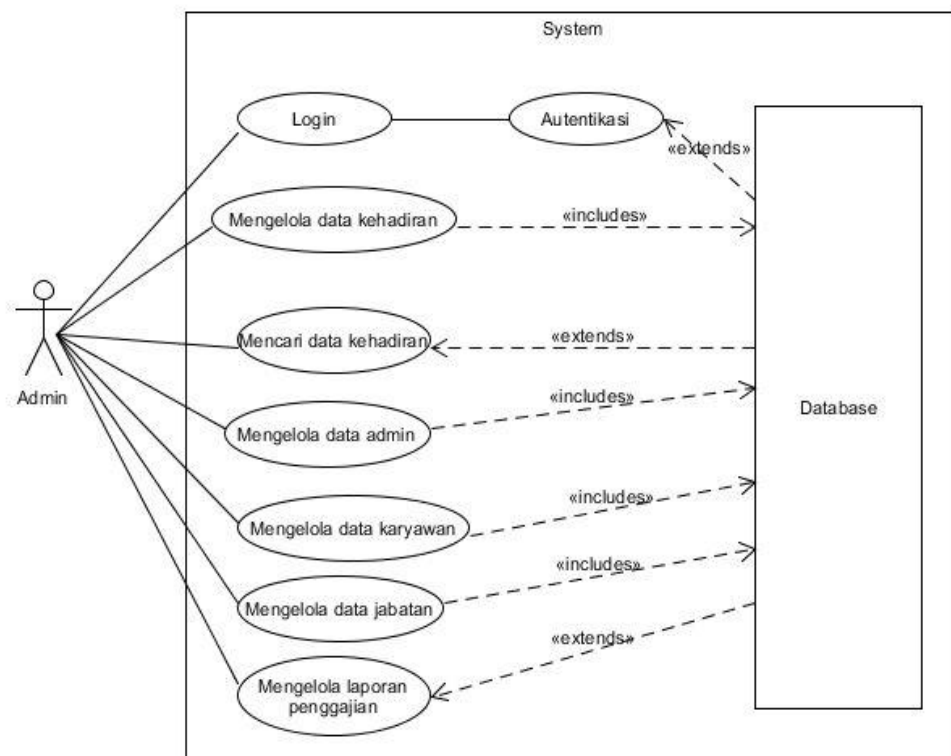 System
Login
Autentikasi
«extends»
Mengelola data kehadiran
«includes»
Mencari data kehadiran
«extends»
Admin
Mengelola data admin
«includes»
Database
Mengelola data karyawan
«includes»
Mengelola data jabatan
«includes»
Mengelola laporan
penggajian
«extends»